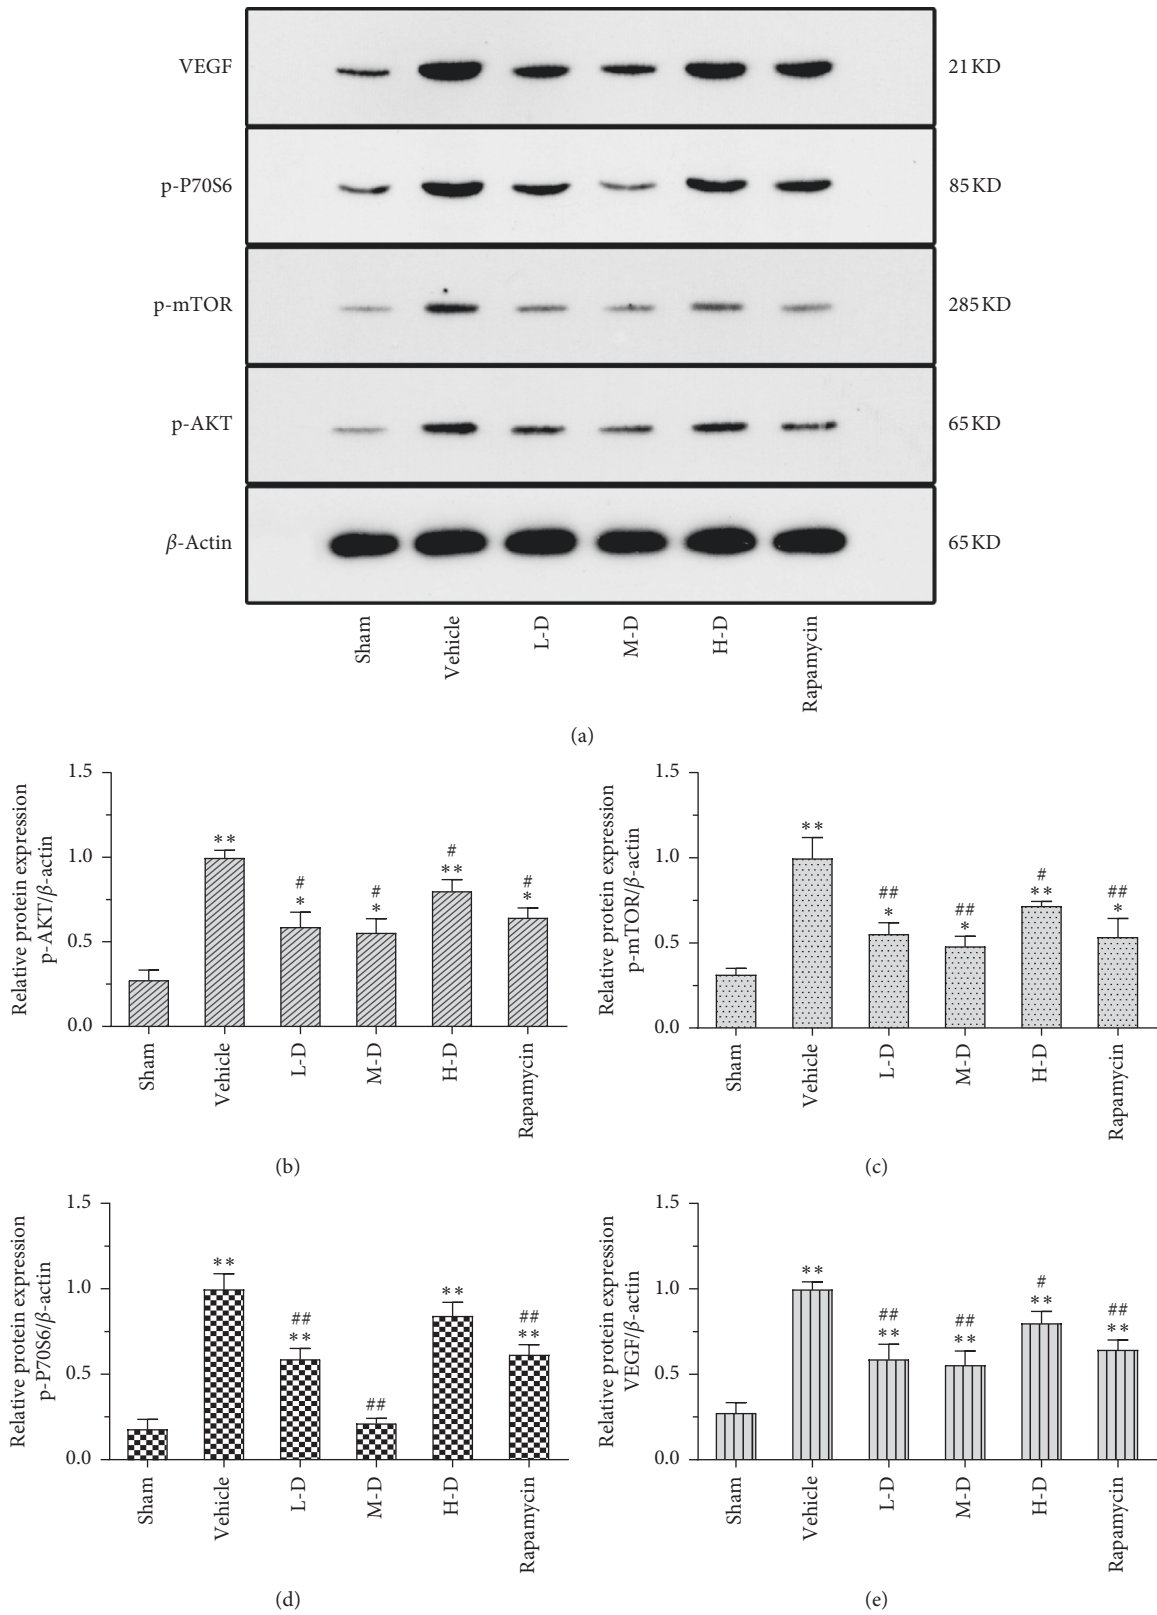 VEGF 21 KD
p-P70S6 85 KD
p-mTOR 285 KD
p-AKT 65 KD
β-Actin 65 KD
Sham Vehicle L-D M-D H-D Rapamycin
(a)
Relative protein expression
p-AKT/β-actin
1.5
**
1.0
# # # ** #
* * *
0.5
0.0
Sham Vehicle L-D M-D H-D Rapamycin
(b)
Relative protein expression
p-mTOR/β-actin
1.5
**
1.0
## ## # ** ##
* * *
0.5
0.0
Sham Vehicle L-D M-D H-D Rapamycin
(c)
Relative protein expression
p-P70S6/β-actin
1.5
**
1.0
** 
## ##
** **
0.5
##
0.0
Sham Vehicle L-D M-D H-D Rapamycin
(d)
Relative protein expression
VEGF/β-actin
1.5
**
1.0
## ## # ** ##
** ** **
0.5
0.0
Sham Vehicle L-D M-D H-D Rapamycin
(e)